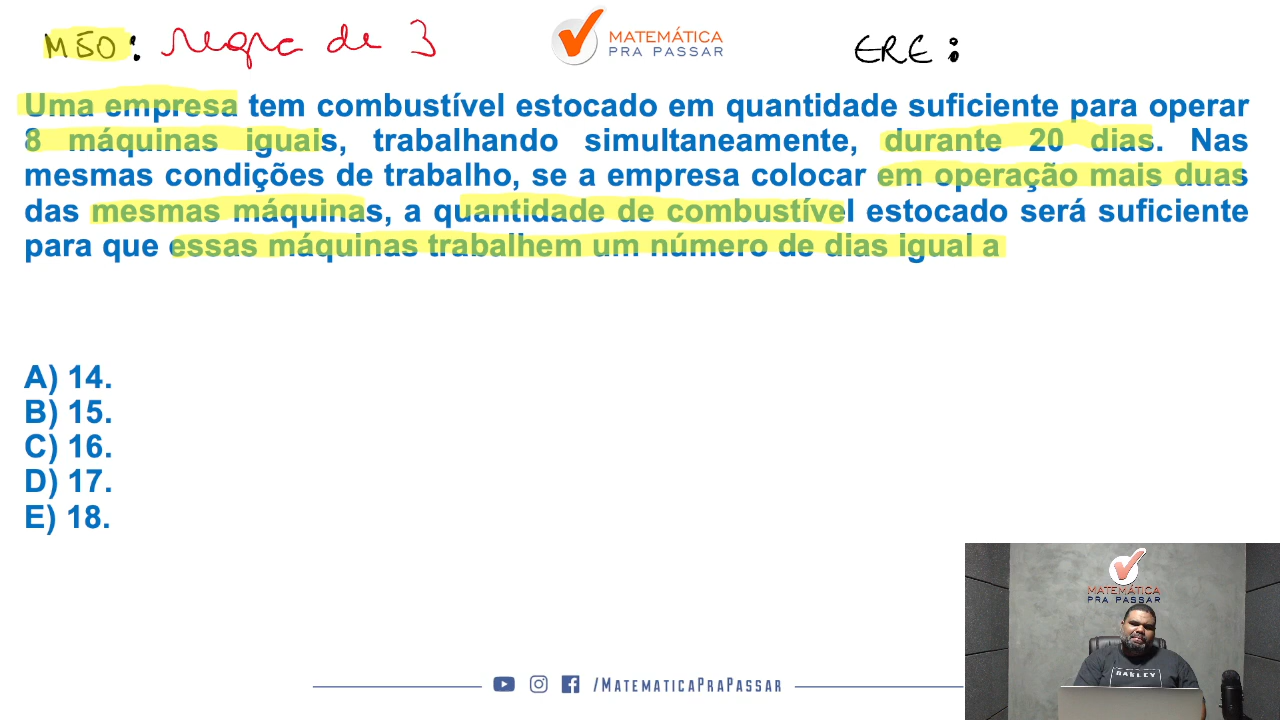 M50: regra de 3
MATEMÁTICA
PRA PASSAR
ERE:
Uma empresa tem combustível estocado em quantidade suficiente para operar
8 máquinas iguais, trabalhando simultaneamente, durante 20 dias. Nas
mesmas condições de trabalho, se a empresa colocar em operação mais duas
das mesmas máquinas, a quantidade de combustível estocado será suficiente
para que essas máquinas trabalhem um número de dias igual a
A) 14.
B) 15.
C) 16.
D) 17.
E) 18.
MATEMÁTICA
PRA PASSAR
OAKLEY
/MATEMATICAPRAPASSAR